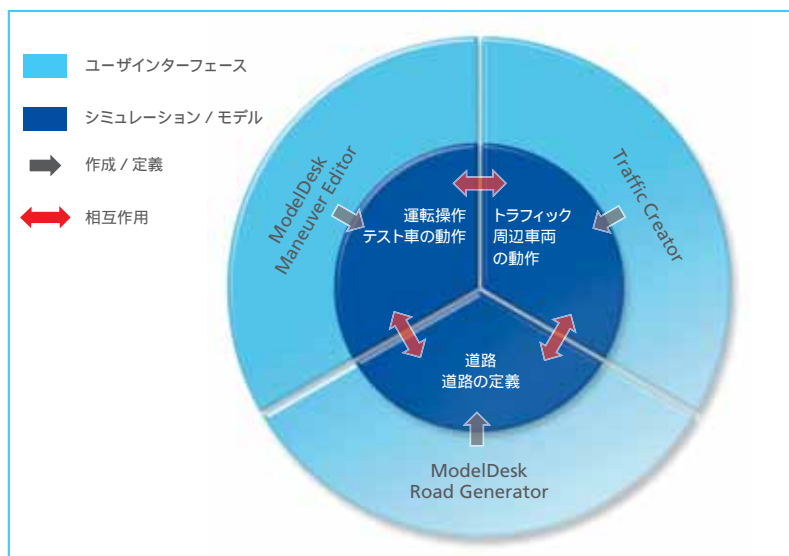 ユーザインターフェース
シミュレーション / モデル
作成 / 定義
相互作用
ModelDesk
Maneuver Editor
Traffic Creator
運転操作
テスト車の動作
トラフィック
周辺車両
の動作
道路
道路の定義
ModelDesk
Road Generator